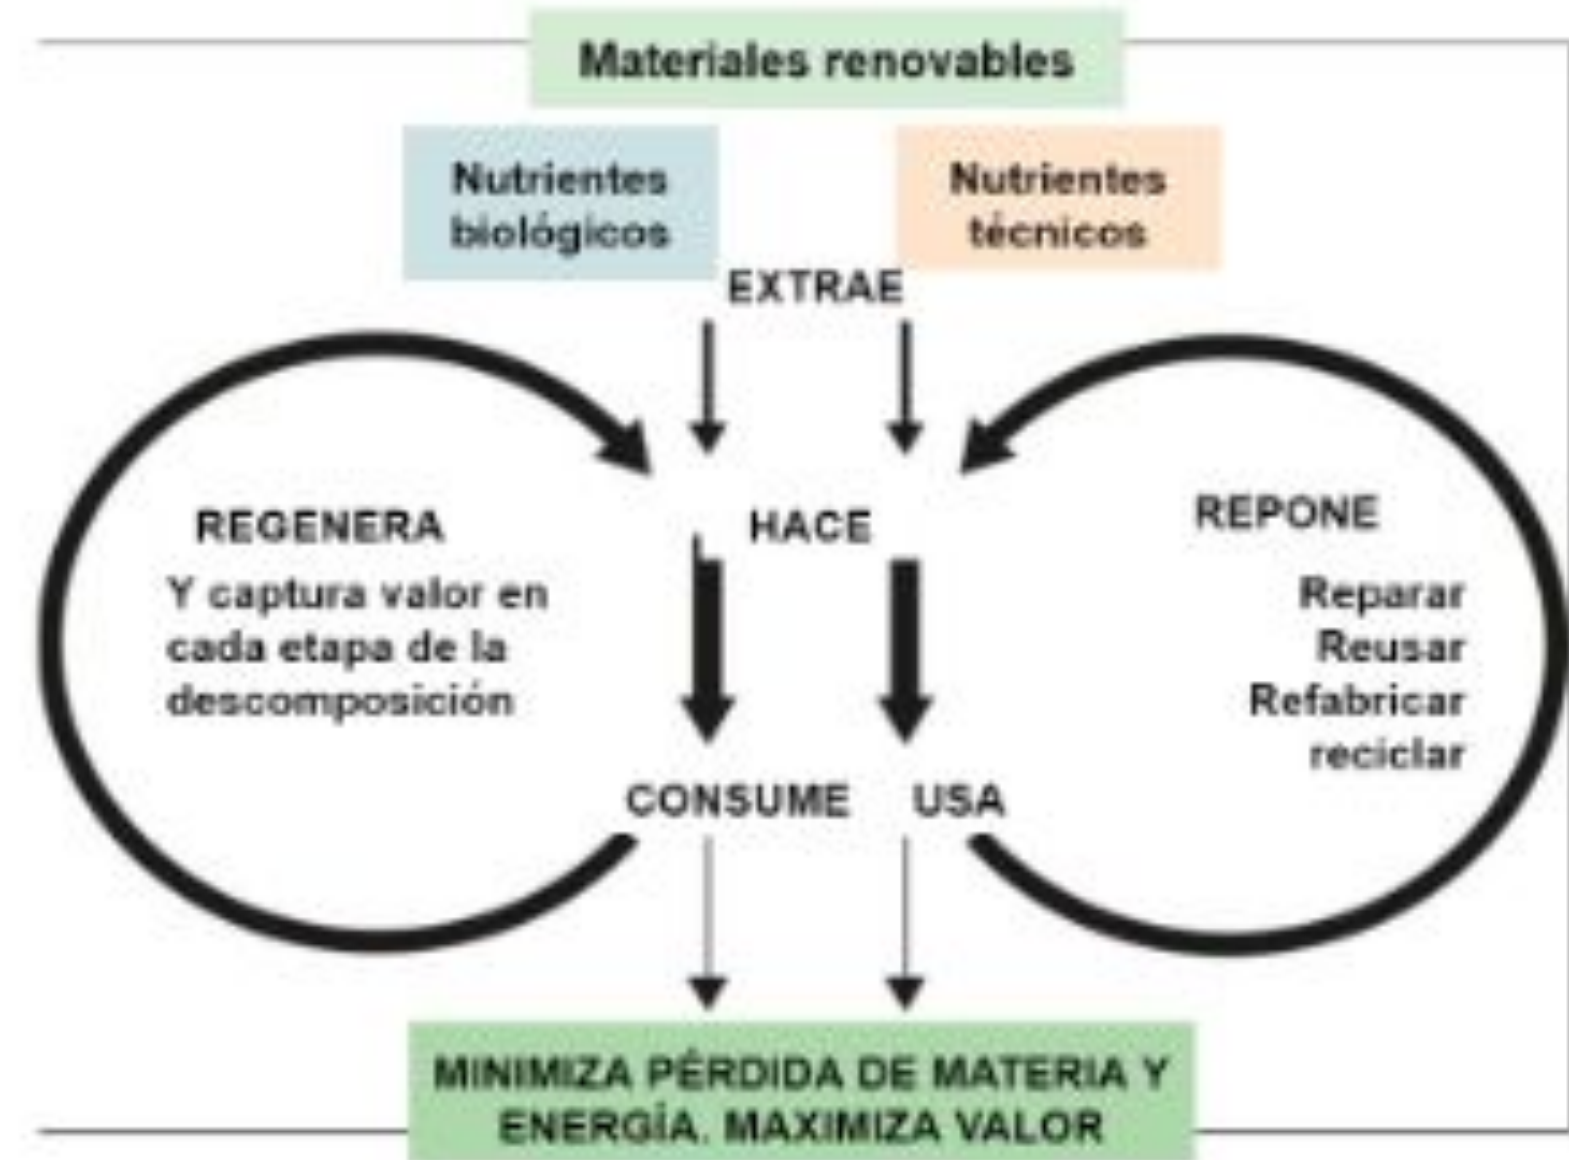 Materiales renovables
Nutrientes
biológicos
Nutrientes
técnicos
EXTRAE
REGENERA
Y captura valor en
cada etapa de la
descomposición
HACE
REPONE
Reparar
Reusar
Refabricar
reciclar
CONSUME
USA
MINIMIZA PÉRDIDA DE MATERIA Y
ENERGÍA. MAXIMIZA VALOR